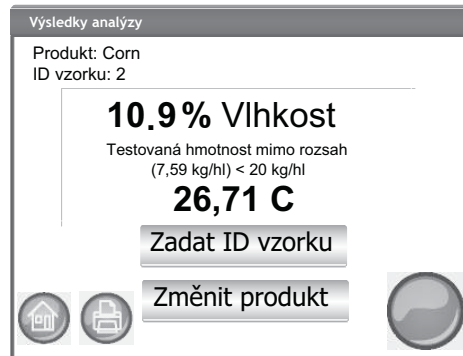 Výsledky analýzy
Produkt: Corn
ID vzorku: 2
10.9% Vlhkost
Testovaná hmotnost mimo rozsah
(7,59 kg/hl) < 20 kg/hl
26,71 C
Zadat ID vzorku
Změnit produkt